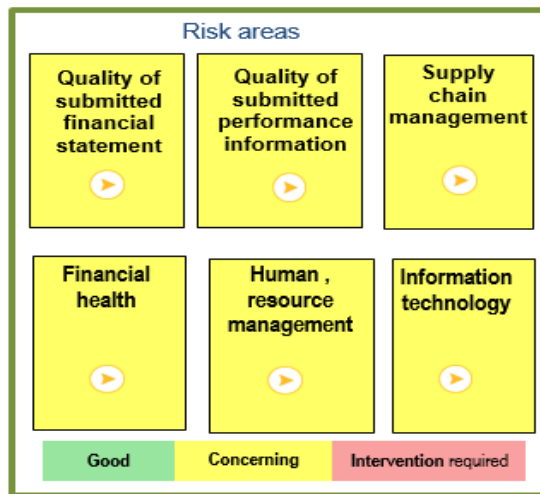 Risk areas
Quality of
submitted
financial
statement
Quality of
submitted
performance
information
Supply
chain
management
Financial
health
Human ,
resource
management
Information
technology
Good
Concerning
Intervention required